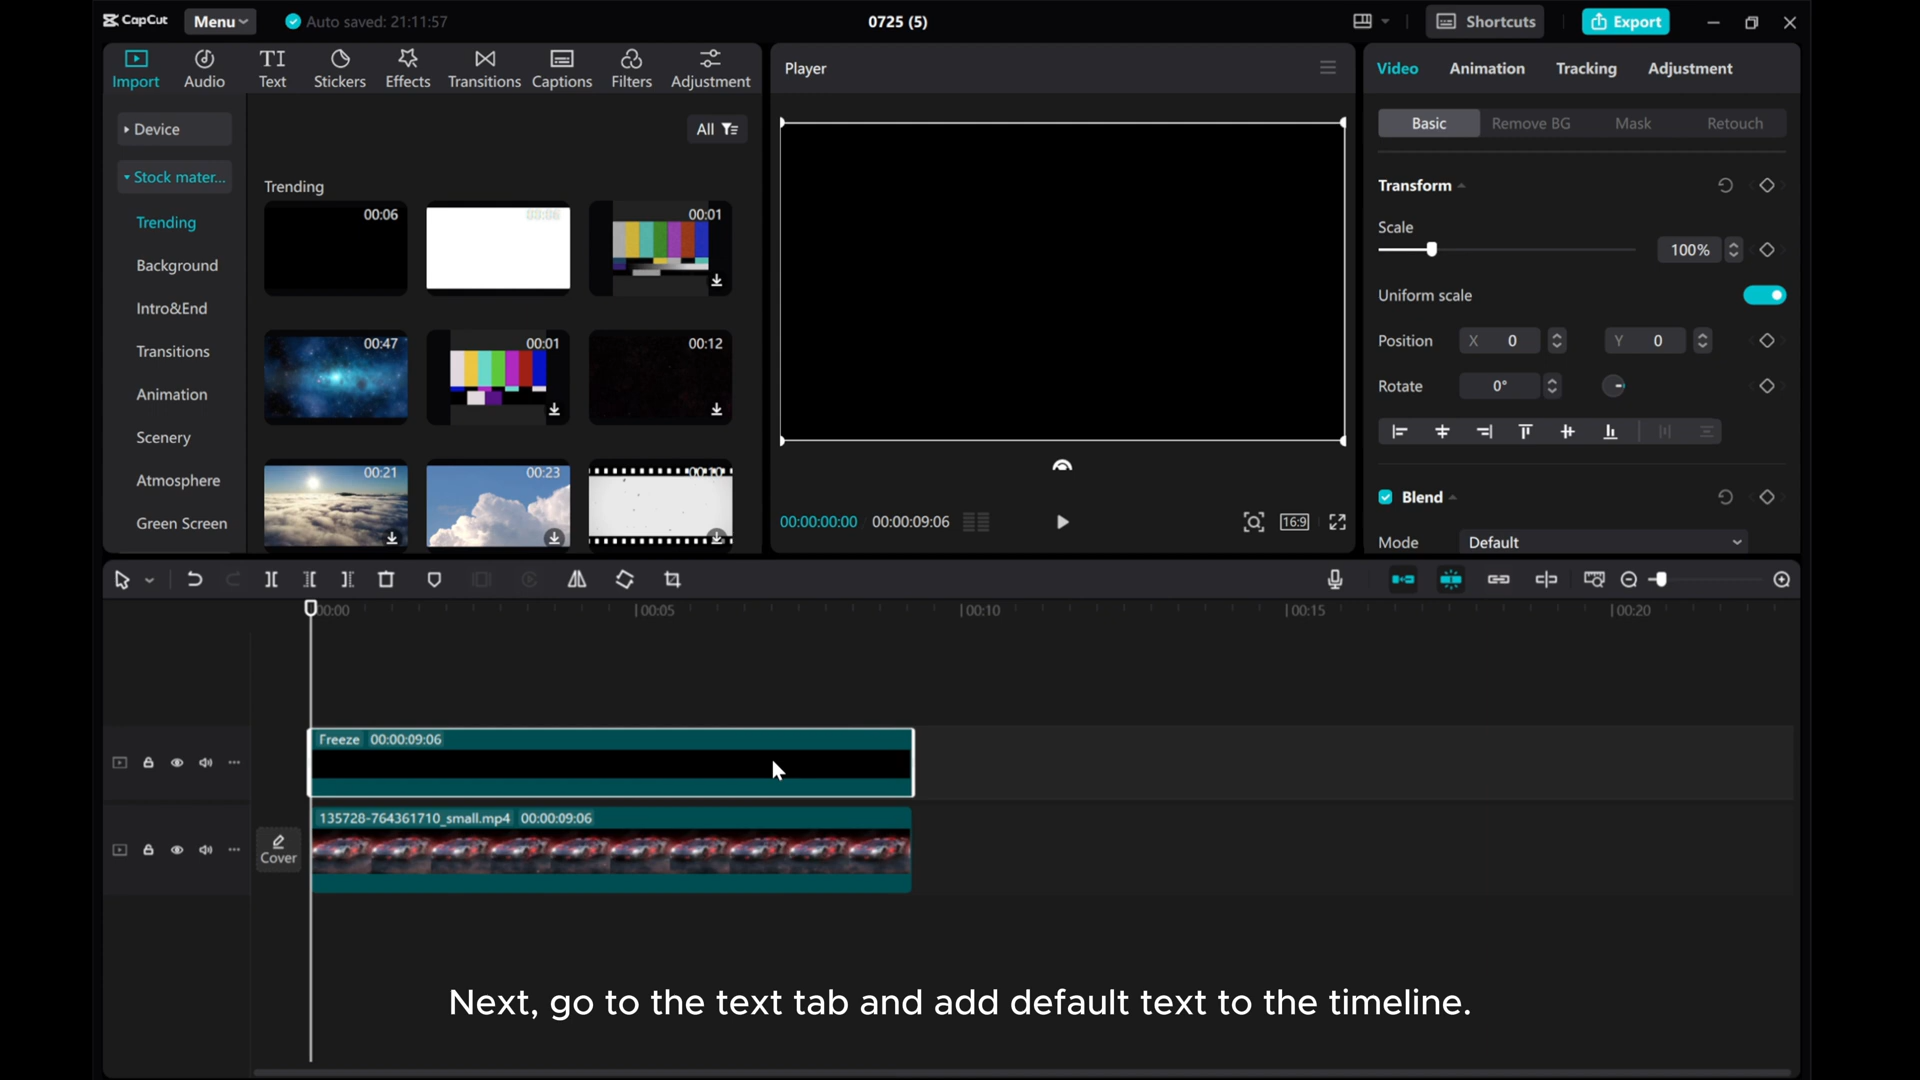 CapCut
Menu
Auto saved: 21:11:57
0725 (5)
Shortcuts
Export
Import
Audio
TI
Text
Stickers
Effects
Transitions
Captions
Filters
Adjustment
Player
Video
Animation
Tracking
Adjustment
Device
All
Basic
Remove BG
Mask
Retouch
Stock mater...
Trending
Transform
Trending
00:06
00:06
00:01
Scale
100%
Background
Uniform scale
Intro&End
Position
X 0
Y 0
Transitions
00:47
00:01
00:12
Rotate
0°
Animation
Scenery
Atmosphere
00:21
00:23
00:10
Blend
Green Screen
00:00:00:00
00:00:09:06
16:9
Mode
Default
00:00
00:05
00:10
00:15
00:20
Freeze 00:00:09:06
135728-764361710_small.mp4 00:00:09:06
Cover
Next, go to the text tab and add default text to the timeline.